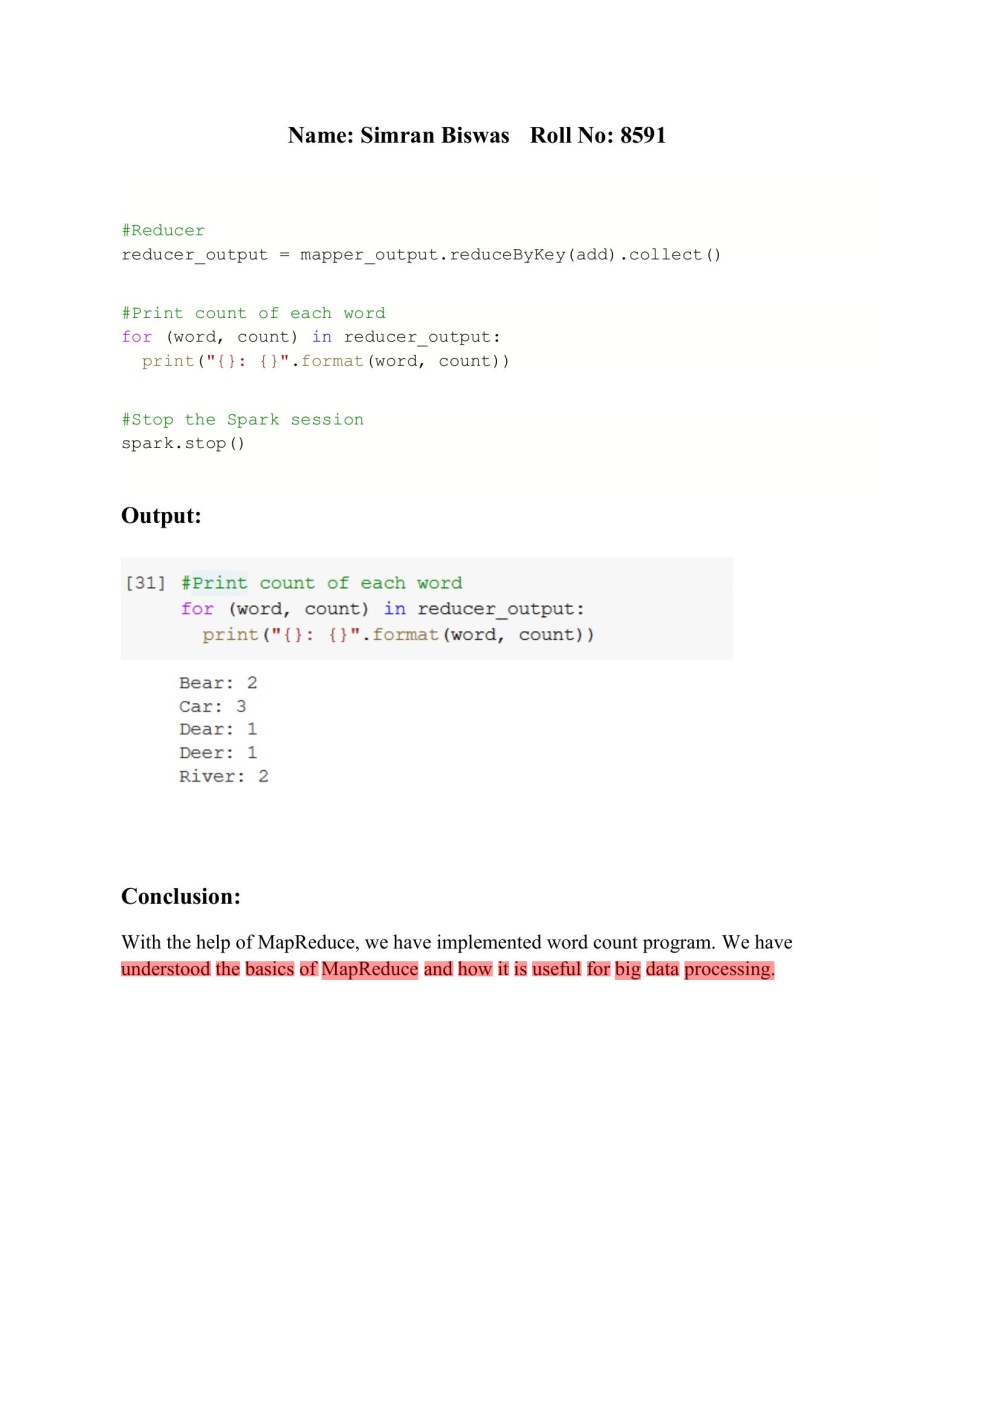 Name: Simran Biswas Roll No: 8591
#Reducer
reducer_output = mapper_output.reduceByKey(add).collect()
#Print count of each word
for (word, count) in reducer_output:
  print("{}: {}".format(word, count))
#Stop the Spark session
spark.stop()
Output:
[31] #Print count of each word
for (word, count) in reducer_output:
  print("{}: {}".format(word, count))
Bear: 2
Car: 3
Dear: 1
Deer: 1
River: 2
Conclusion:
With the help of MapReduce, we have implemented word count program. We have
understood the basics of MapReduce and how it is useful for big data processing.